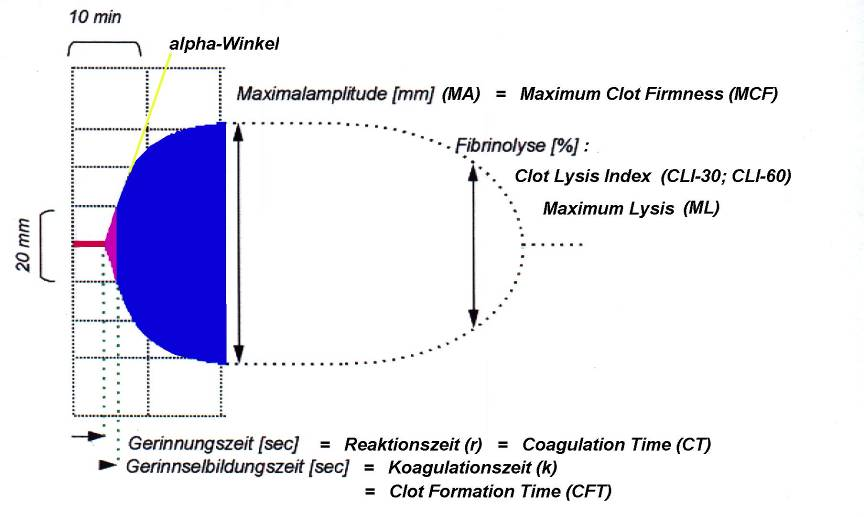 10 min
alpha-Winkel
Maximalamplitude [mm] (MA) = Maximum Clot Firmness (MCF)
Fibrinolyse [%] :
Clot Lysis Index (CLI-30; CLI-60)
Maximum Lysis (ML)
20 mm
Gerinnungszeit [sec] = Reaktionszeit (r) = Coagulation Time (CT)
Gerinnselbildungszeit [sec] = Koagulationszeit (k)
= Clot Formation Time (CFT)